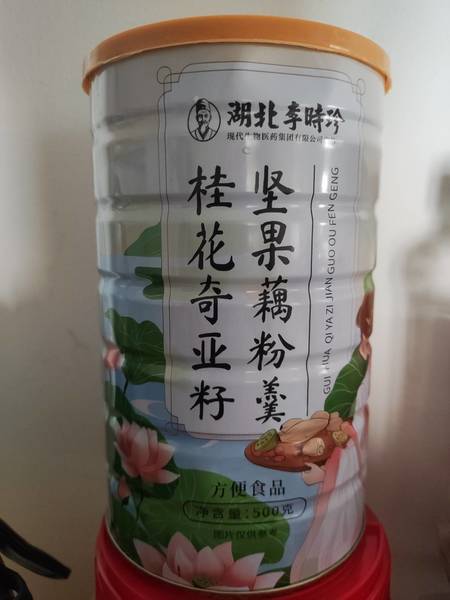 湖北李時珍
现代生物医药集团有限公司
桂花奇亚籽
坚果藕粉羹
GUI HUA QI YA ZI JIAN GUO OU FEN GENG
方便食品
净含量:500克
图片仅供参考